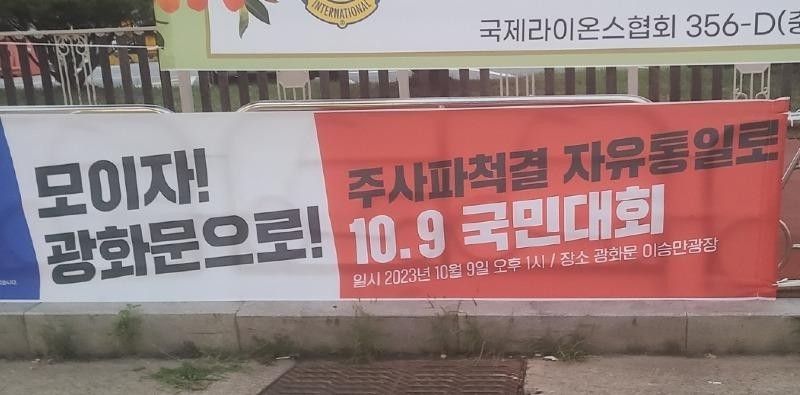 INTERNATIONAL
국제라이온스협회 356-D(중
모이자!
광화문으로!
주사파척결 자유통일로
10.9 국민대회
일시 2023년 10월 9일 오후 1시 / 장소 광화문 이승만광장